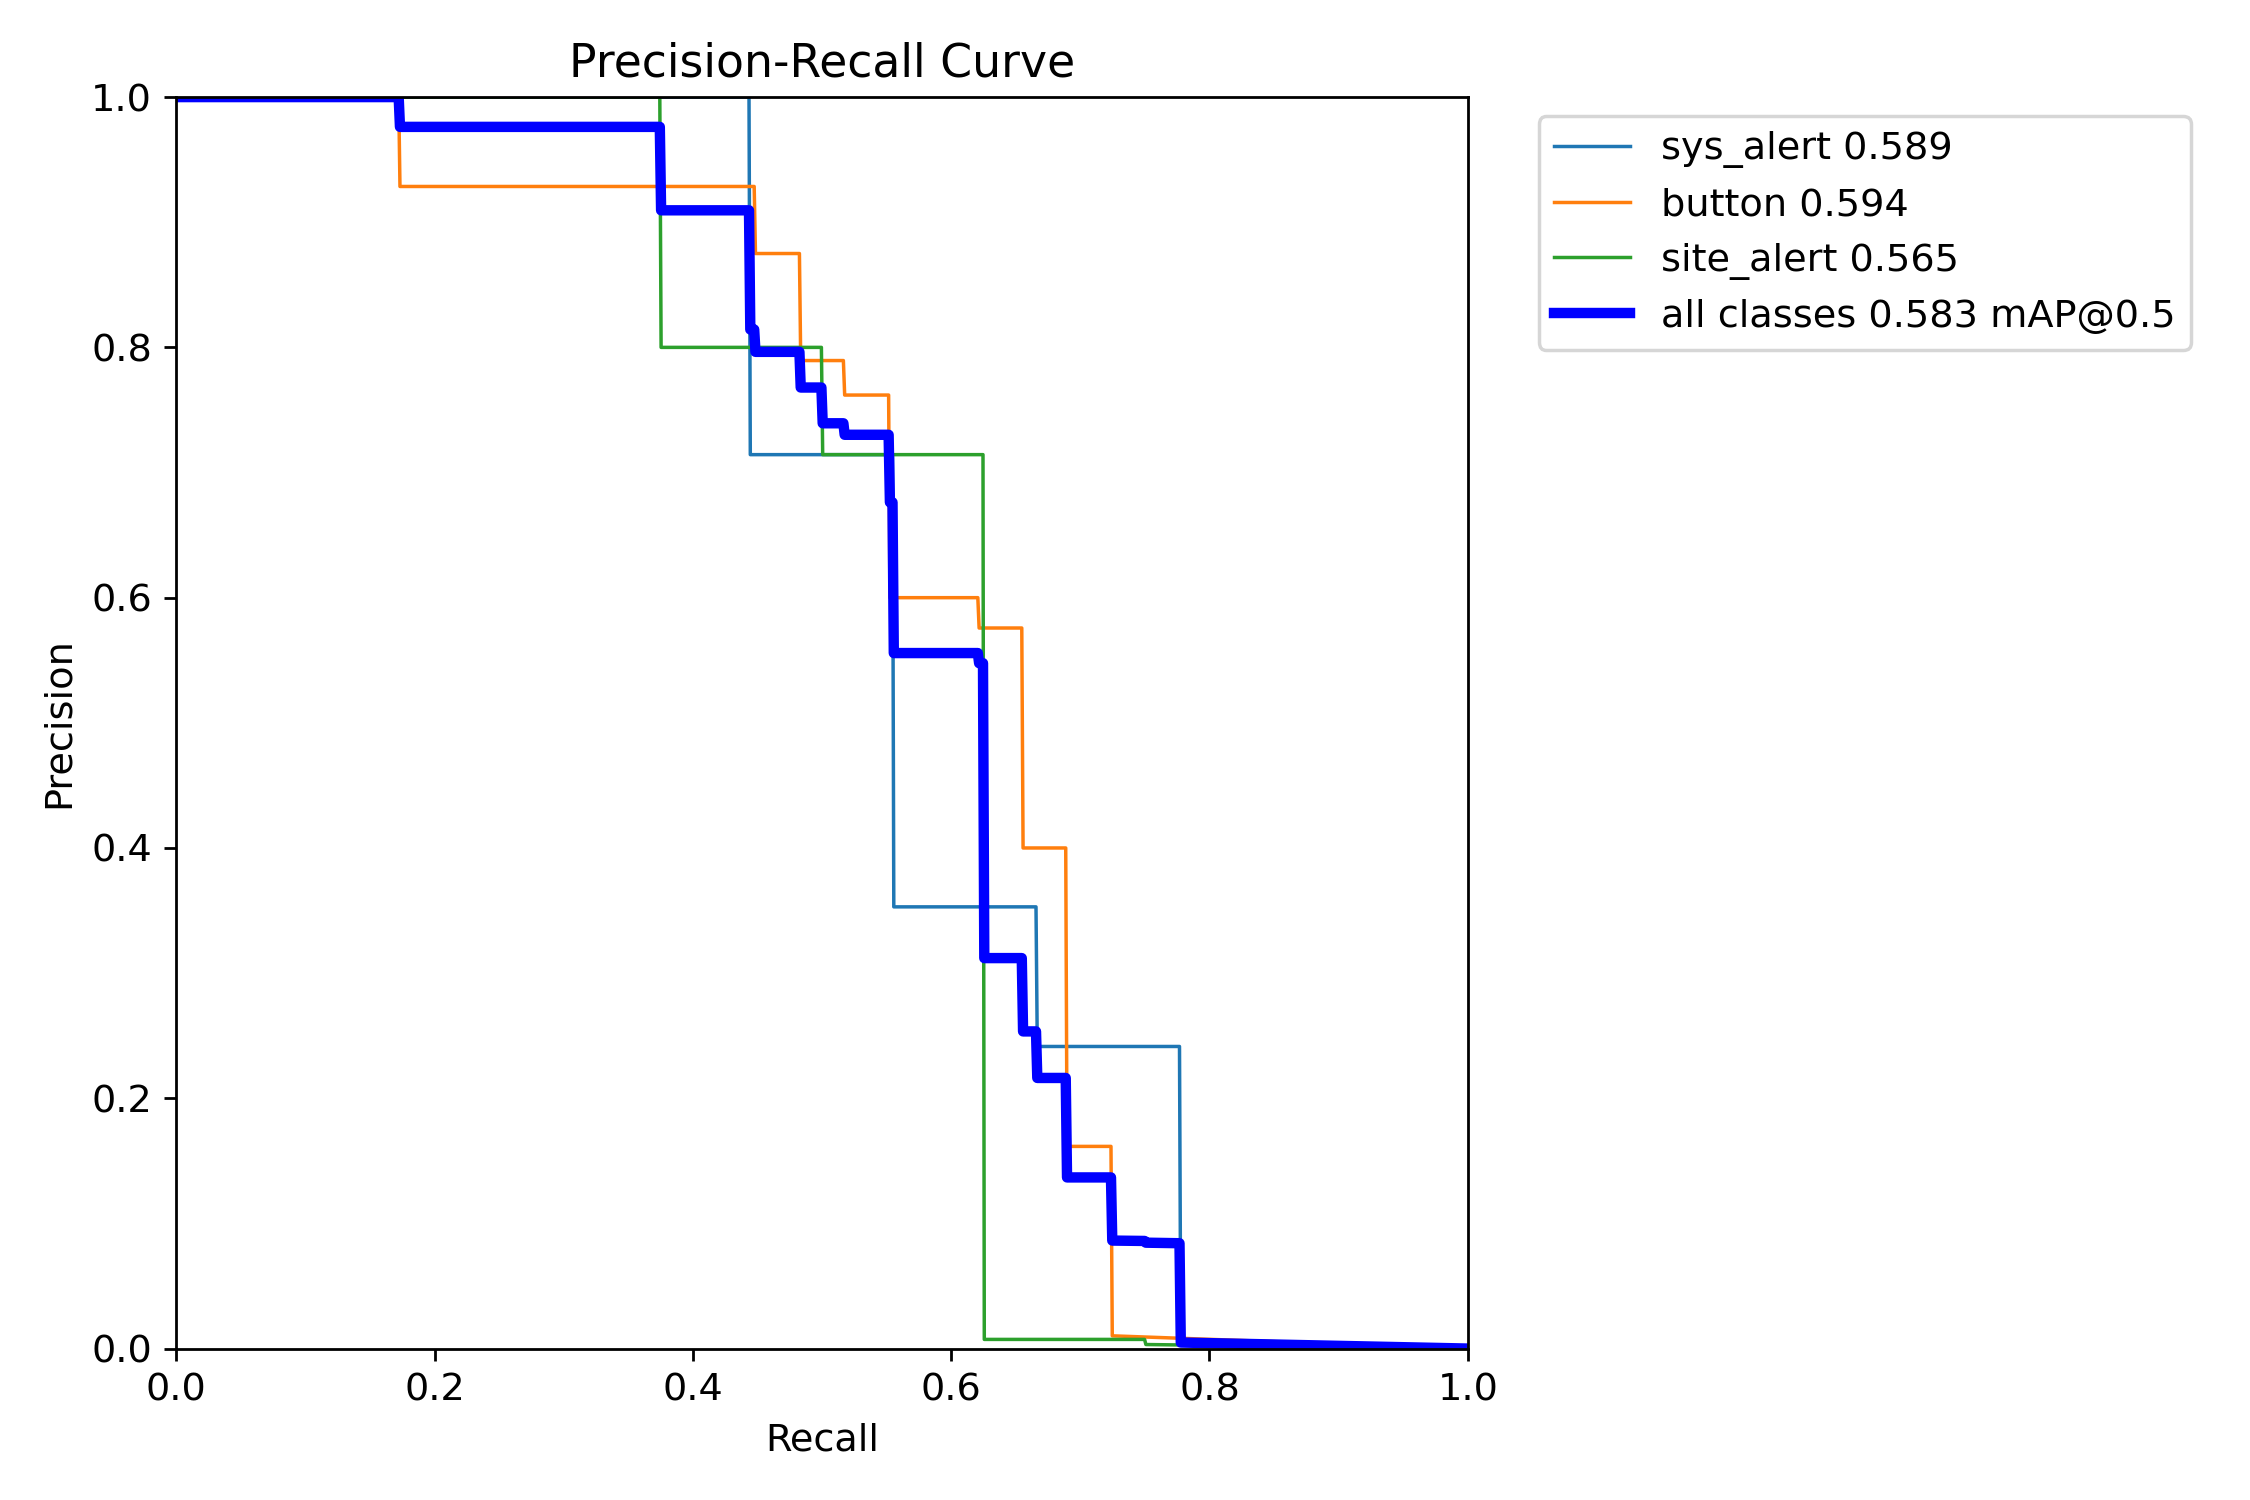 Precision-Recall Curve
1.0
0.8
0.6
0.4
0.2
0.0
Precision
0.0 0.2 0.4 0.6 0.8 1.0
Recall
sys_alert 0.589
button 0.594
site_alert 0.565
all classes 0.583 mAP@0.5